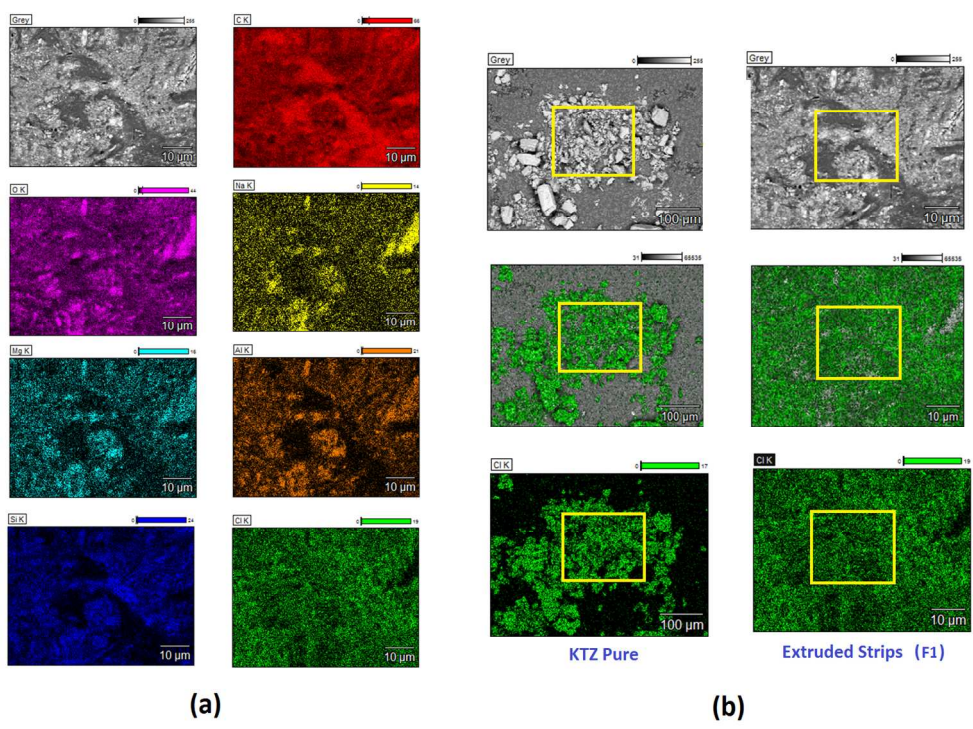 Grey 0 255
10 µm
C K 0 66
10 µm
O K 0 44
10 µm
Na K 0 14
10 µm
Mg K 0
10 µm
Al K 0 21
10 µm
Si K 0 24
10 µm
Cl K 0 19
10 µm
(a)
Grey 0 255
100 µm
Grey 0 255
10 µm
31 65535
100 µm
31 65535
10 µm
Cl K 0 17
100 µm
Cl K 0 19
10 µm
KTZ Pure
Extruded Strips (F1)
(b)